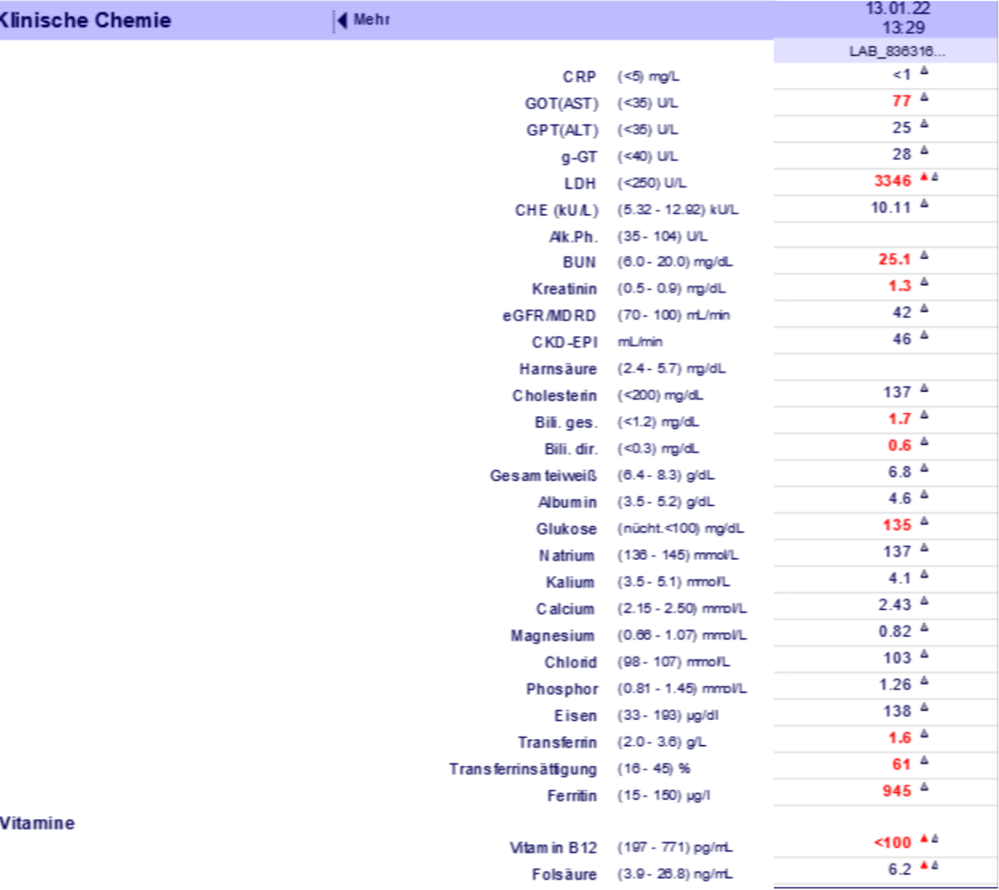 Klinische Chemie Mehr 13.01.22
13:29
LAB_836316...
CRP (<5) mg/L <1
GOT(AST) (<35) U/L 77
GPT(ALT) (<35) U/L 25
g-GT (<40) U/L 28
LDH (<250) U/L 3346
CHE (kU/L) (5.32 - 12.92) kU/L 10.11
Alk.Ph. (35 - 104) U/L
BUN (6.0 - 20.0) mg/dL 25.1
Kreatinin (0.5 - 0.9) mg/dL 1.3
eGFR/MDRD (70 - 100) mL/min 42
CKD-EPI mL/min 46
Harnsäure (2.4 - 5.7) mg/dL
Cholesterin (<200) mg/dL 137
Bili. ges. (<1.2) mg/dL 1.7
Bili. dir. (<0.3) mg/dL 0.6
Gesamteiweiß (6.4 - 8.3) g/dL 6.8
Albumin (3.5 - 5.2) g/dL 4.6
Glukose (nücht.<100) mg/dL 135
Natrium (136 - 145) mmol/L 137
Kalium (3.5 - 5.1) mmol/L 4.1
Calcium (2.15 - 2.50) mmol/L 2.43
Magnesium (0.66 - 1.07) mmol/L 0.82
Chlorid (98 - 107) mmol/L 103
Phosphor (0.81 - 1.45) mmol/L 1.26
Eisen (33 - 193) µg/dl 138
Transferrin (2.0 - 3.6) g/L 1.6
Transferrinsättigung (16 - 45) % 61
Ferritin (15 - 150) µg/l 945
Vitamine
Vitamin B12 (197 - 771) pg/mL <100
Folsäure (3.9 - 26.8) ng/mL 6.2